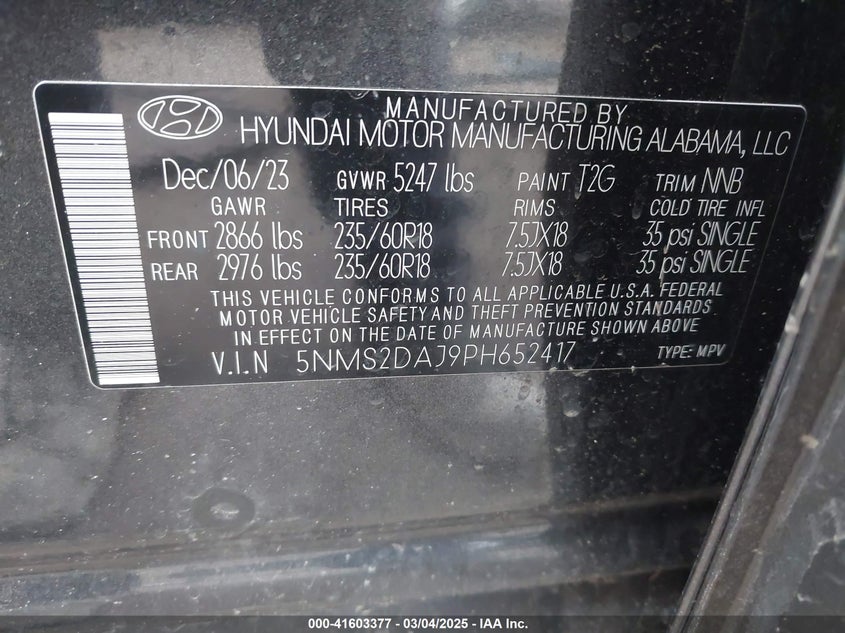 MANUFACTURED BY
HYUNDAI MOTOR MANUFACTURING ALABAMA, LLC
Dec/06/23 GVWR 5247 lbs PAINT T2G TRIM NNB
GAWR TIRES RIMS COLD TIRE INFL
FRONT 2866 lbs 235/60R18 7.5JX18 35 psi SINGLE
REAR 2976 lbs 235/60R18 7.5JX18 35 psi SINGLE
THIS VEHICLE CONFORMS TO ALL APPLICABLE U.S.A. FEDERAL
MOTOR VEHICLE SAFETY AND THEFT PREVENTION STANDARDS
IN EFFECT ON THE DATE OF MANUFACTURING SHOWN ABOVE
V.I.N 5NMS2DAJ9PH652417 TYPE: MPV
000-41603377 - 03/04/2025 - IAA Inc.